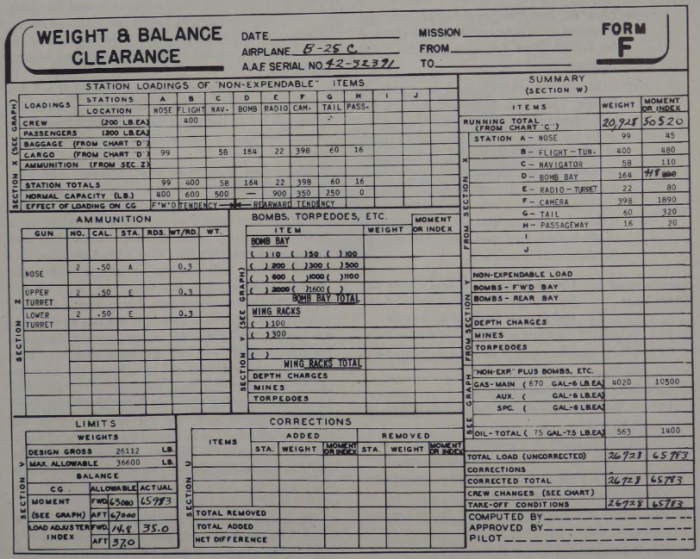 WEIGHT & BALANCE CLEARANCE
DATE
AIRPLANE B-25 C
A.A.F. SERIAL NO. 42-32391
MISSION
FROM
TO
FORM F
STATION LOADINGS OF "NON-EXPENDABLE" ITEMS
SECTION X (SEE GRAPH)
LOADINGS STATIONS A B C D E F G H I J
LOCATION NOSE FLIGHT NAV- BOMB RADIO CAM- TAIL PASS-
CREW (200 LB.EA) 400
PASSENGERS (200 LB.EA)
BAGGAGE (FROM CHART D)
CARGO (FROM CHART D) 99 58 164 22 398 60 16
AMMUNITION (FROM SEC. Z)
STATION TOTALS 99 400 58 164 22 398 60 16
NORMAL CAPACITY (LB.) 400 600 500 — 900 350 250 0
EFFECT OF LOADING ON CG F'W'D TENDENCY REARWARD TENDENCY
AMMUNITION
SECTION Z
GUN NO. CAL. STA. RDS. WT/RD. WT.
NOSE 2 .50 A 0.3
UPPER TURRET 2 .50 E 0.3
LOWER TURRET 2 .50 E 0.3
BOMBS, TORPEDOES, ETC.
SECTION Y (SEE GRAPH)
ITEM WEIGHT MOMENT OR INDEX
BOMB BAY
( )10 ( )50 ( )100
( )200 ( )300 ( )500
( )600 ( )1000 ( )1100
( )2000 ( )1600 ( )
BOMB BAY TOTAL
WING RACKS
( )100
( )300
( )
WING RACKS TOTAL
DEPTH CHARGES
MINES
TORPEDOES
LIMITS
SECTION V
WEIGHTS
DESIGN GROSS 26112 LB.
MAX. ALLOWABLE 36600 LB.
BALANCE
CG. ALLOWABLE ACTUAL
MOMENT FWD. 63000 65983
(SEE GRAPH) AFT 67000
LOAD ADJUSTER INDEX FWD. 14.8 35.0
AFT 37.0
CORRECTIONS
SECTION U
ITEMS ADDED REMOVED
STA. WEIGHT MOMENT OR INDEX STA. WEIGHT MOMENT OR INDEX
TOTAL REMOVED
TOTAL ADDED
NET DIFFERENCE
SUMMARY
(SECTION W)
ITEMS WEIGHT MOMENT OR INDEX
RUNNING TOTAL (FROM CHART "C") 20,928 50520
FROM SECTION X
STATION A - NOSE 99 45
B - FLIGHT-TUN. 400 480
C - NAVIGATOR 58 110
D - BOMB BAY 164
E - RADIO-TURRET 22 80
F - CAMERA 398 1890
G - TAIL 60 320
H - PASSAGEWAY 16 20
I
J
FROM SECTION Y
NON-EXPENDABLE LOAD
BOMBS - F'WD BAY
BOMBS - REAR BAY
DEPTH CHARGES
MINES
TORPEDOES
SEE GRAPH
"NON-EXP." PLUS BOMBS, ETC.
GAS-MAIN (670 GAL-6 LB.EA) 4020 10500
AUX. ( GAL-6 LB.EA)
SPC. ( GAL-6 LB.EA)
OIL-TOTAL (75 GAL-7.5 LB.EA) 563 1400
TOTAL LOAD (UNCORRECTED) 26728 65983
CORRECTIONS
CORRECTED TOTAL 26728 65983
CREW CHANGES (SEE CHART)
TAKE-OFF CONDITIONS 26728 65983
COMPUTED BY
APPROVED BY
PILOT